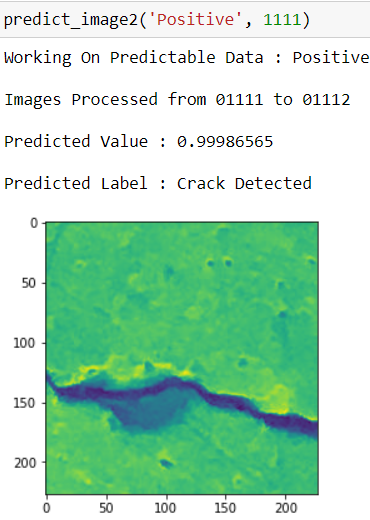 predict_image2('Positive', 1111)
Working On Predictable Data : Positive
Images Processed from 01111 to 01112
Predicted Value : 0.99986565
Predicted Label : Crack Detected
0
50
100
150
200
0 50 100 150 200